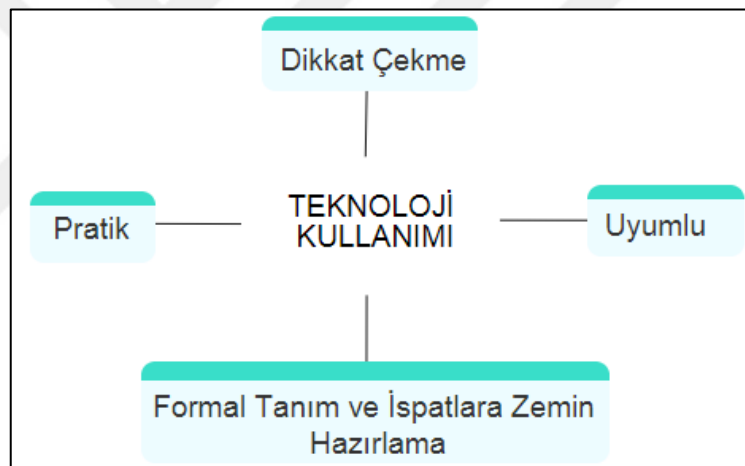 Dikkat Çekme
Pratik
TEKNOLOJİ
KULLANIMI
Uyumlu
Formal Tanım ve İspatlara Zemin
Hazırlama